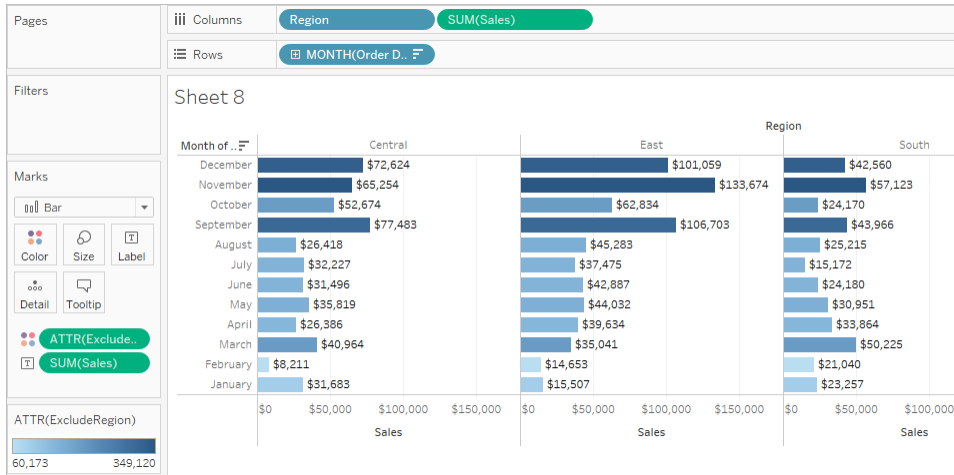 Pages
Columns
Region
SUM(Sales)
Rows
MONTH(Order D..
Filters
Sheet 8
Region
Month of ..
Central
East
South
December
$72,624
$101,059
$42,560
November
$65,254
$133,674
$57,123
October
$52,674
$62,834
$24,170
September
$77,483
$106,703
$43,966
August
$26,418
$45,283
$25,215
July
$32,227
$37,475
$15,172
June
$31,496
$42,887
$24,180
May
$35,819
$44,032
$30,951
April
$26,386
$39,634
$33,864
March
$40,964
$35,041
$50,225
February
$8,211
$14,653
$21,040
January
$31,683
$15,507
$23,257
$0
$50,000
$100,000
$150,000
$0
$50,000
$100,000
$150,000
$0
$50,000
$100,000
Sales
Sales
Sales
Marks
Bar
Color
Size
T
Label
Detail
Tooltip
ATTR(Exclude..
T
SUM(Sales)
ATTR(ExcludeRegion)
60,173
349,120